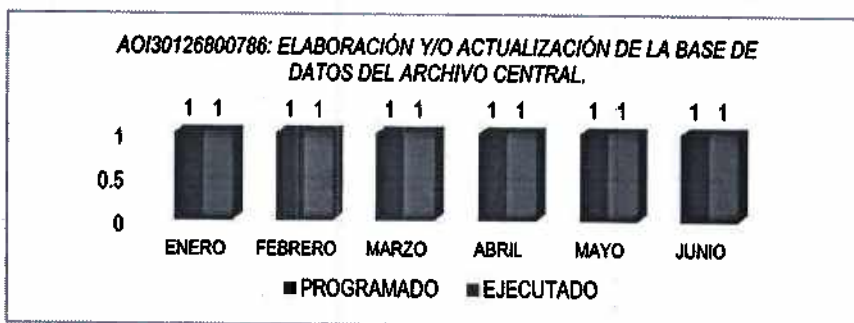 AOI30126800786: ELABORACIÓN Y/O ACTUALIZACIÓN DE LA BASE DE
DATOS DEL ARCHIVO CENTRAL.
1 1 1 1 1 1 1 1 1 1 1 1
1
0.5
0
ENERO FEBRERO MARZO ABRIL MAYO JUNIO
PROGRAMADO EJECUTADO